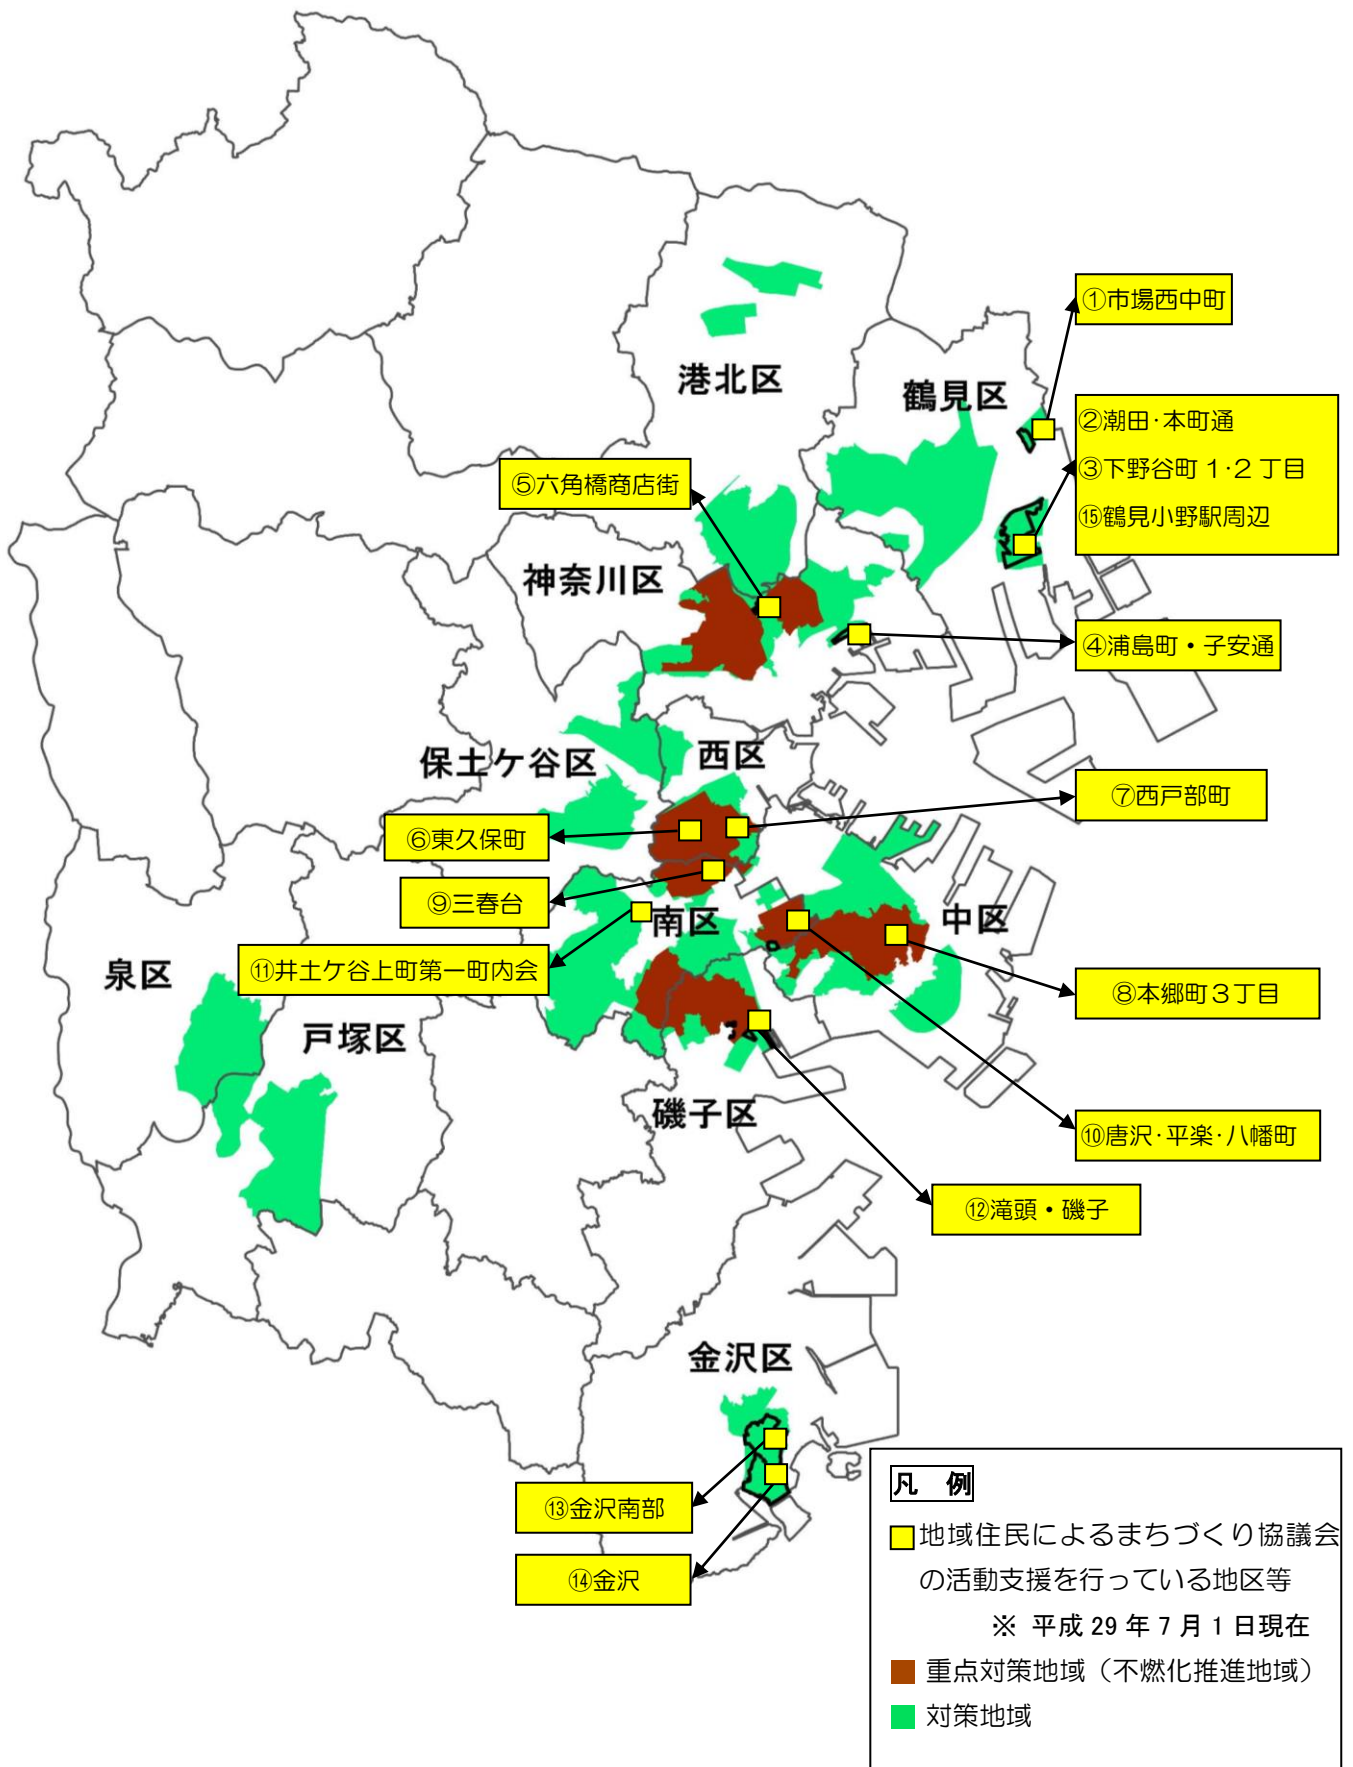 ①市場西中町
港北区
鶴見区
②潮田・本町通
③下野谷町 1・2 丁目
⑮鶴見小野駅周辺
⑤六角橋商店街
神奈川区
④浦島町・子安通
保土ケ谷区
西区
⑦西戸部町
⑥東久保町
⑨三春台
南区
中区
⑪井土ケ谷上町第一町内会
泉区
⑧本郷町３丁目
戸塚区
磯子区
⑩唐沢・平楽・八幡町
⑫滝頭・磯子
金沢区
⑬金沢南部
⑭金沢
凡　例
地域住民によるまちづくり協議会
の活動支援を行っている地区等
※ 平成 29 年 7 月 1 日現在
重点対策地域（不燃化推進地域）
対策地域